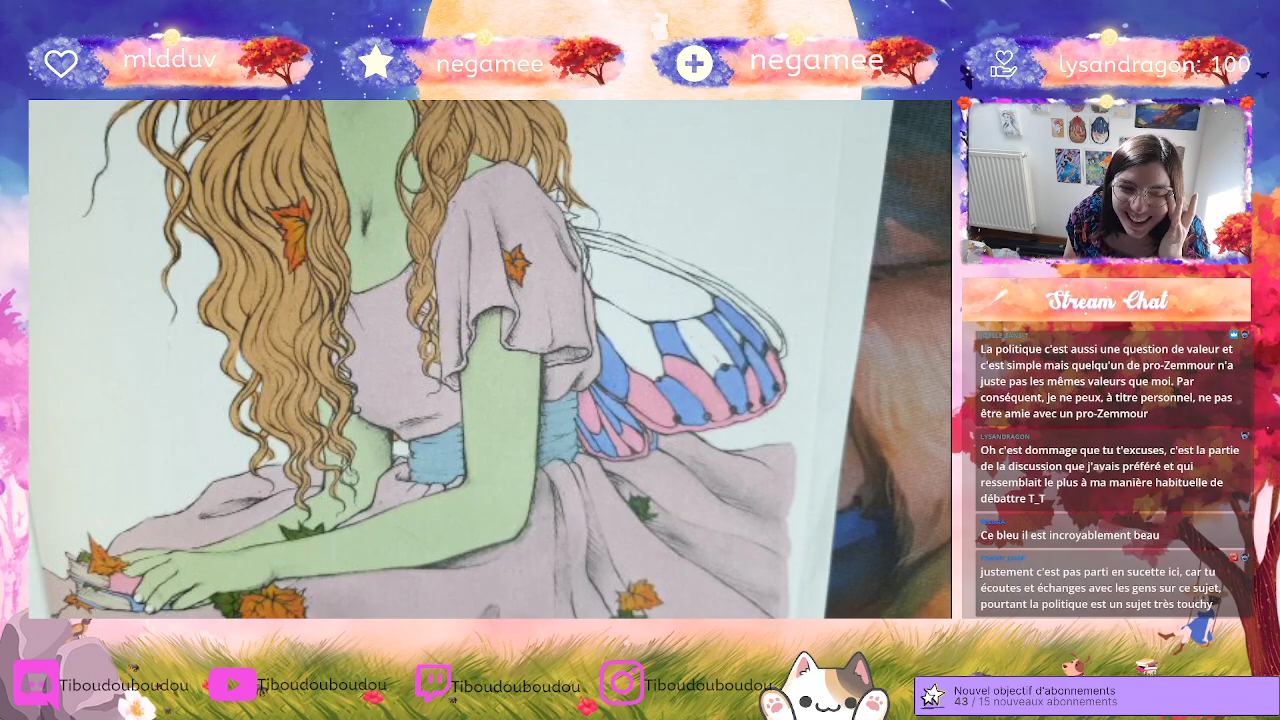 mldduv
negamee
negamee
lysandragon: 100
Stream Chat
La politique c'est aussi une question de valeur et
c'est simple mais quelqu'un de pro-Zemmour n'a
juste pas les mêmes valeurs que moi. Par
conséquent, je ne peux, à titre personnel, ne pas
être amie avec un pro-Zemmour
LYSANDRAGON
Oh c'est dommage que tu t'excuses, c'est la partie
de la discussion que j'avais préféré et qui
ressemblait le plus à ma manière habituelle de
débattre T_T
Ce bleu il est incroyablement beau
justement c'est pas parti en sucette ici, car tu
écoutes et échanges avec les gens sur ce sujet,
pourtant la politique est un sujet très touchy
Tiboudouboudou
Tiboudouboudou
Tiboudouboudou
Tiboudouboudou
Nouvel objectif d'abonnements
43 / 15 nouveaux abonnements